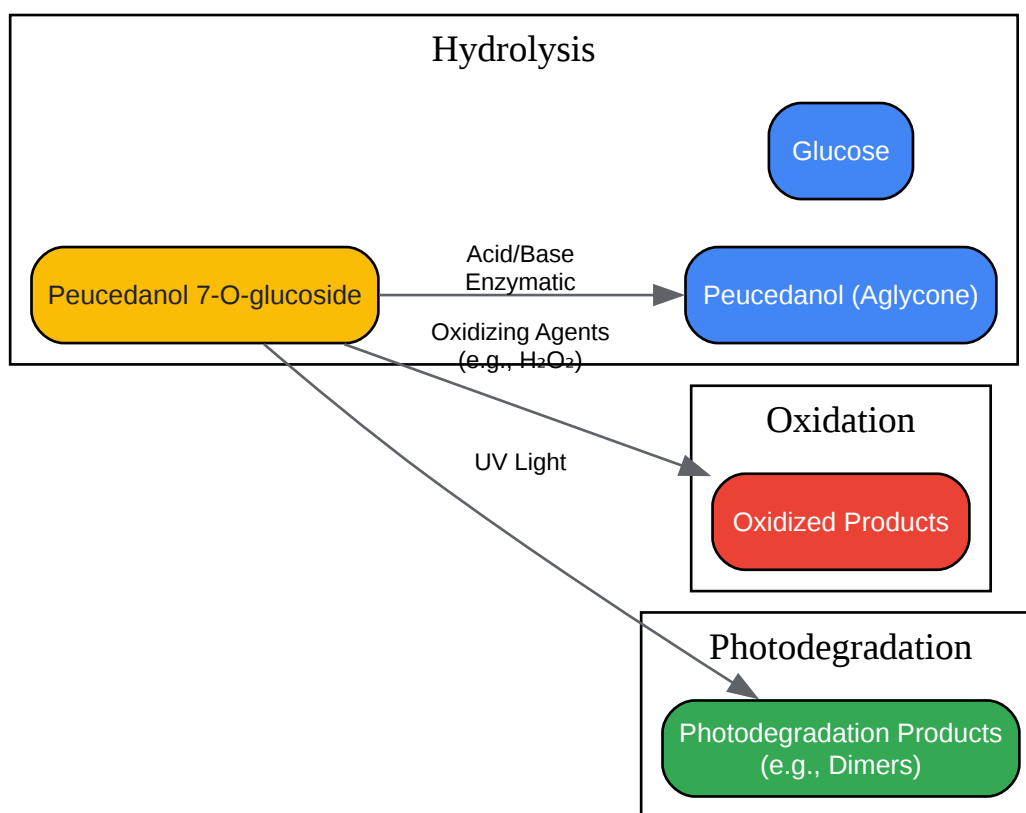 Hydrolysis
Glucose
Peucedanol 7-O-glucoside
Acid/Base
Enzymatic
Peucedanol (Aglycone)
Oxidizing Agents
(e.g., H₂O₂)
Oxidation
UV Light
Oxidized Products
Photodegradation
Photodegradation Products
(e.g., Dimers)